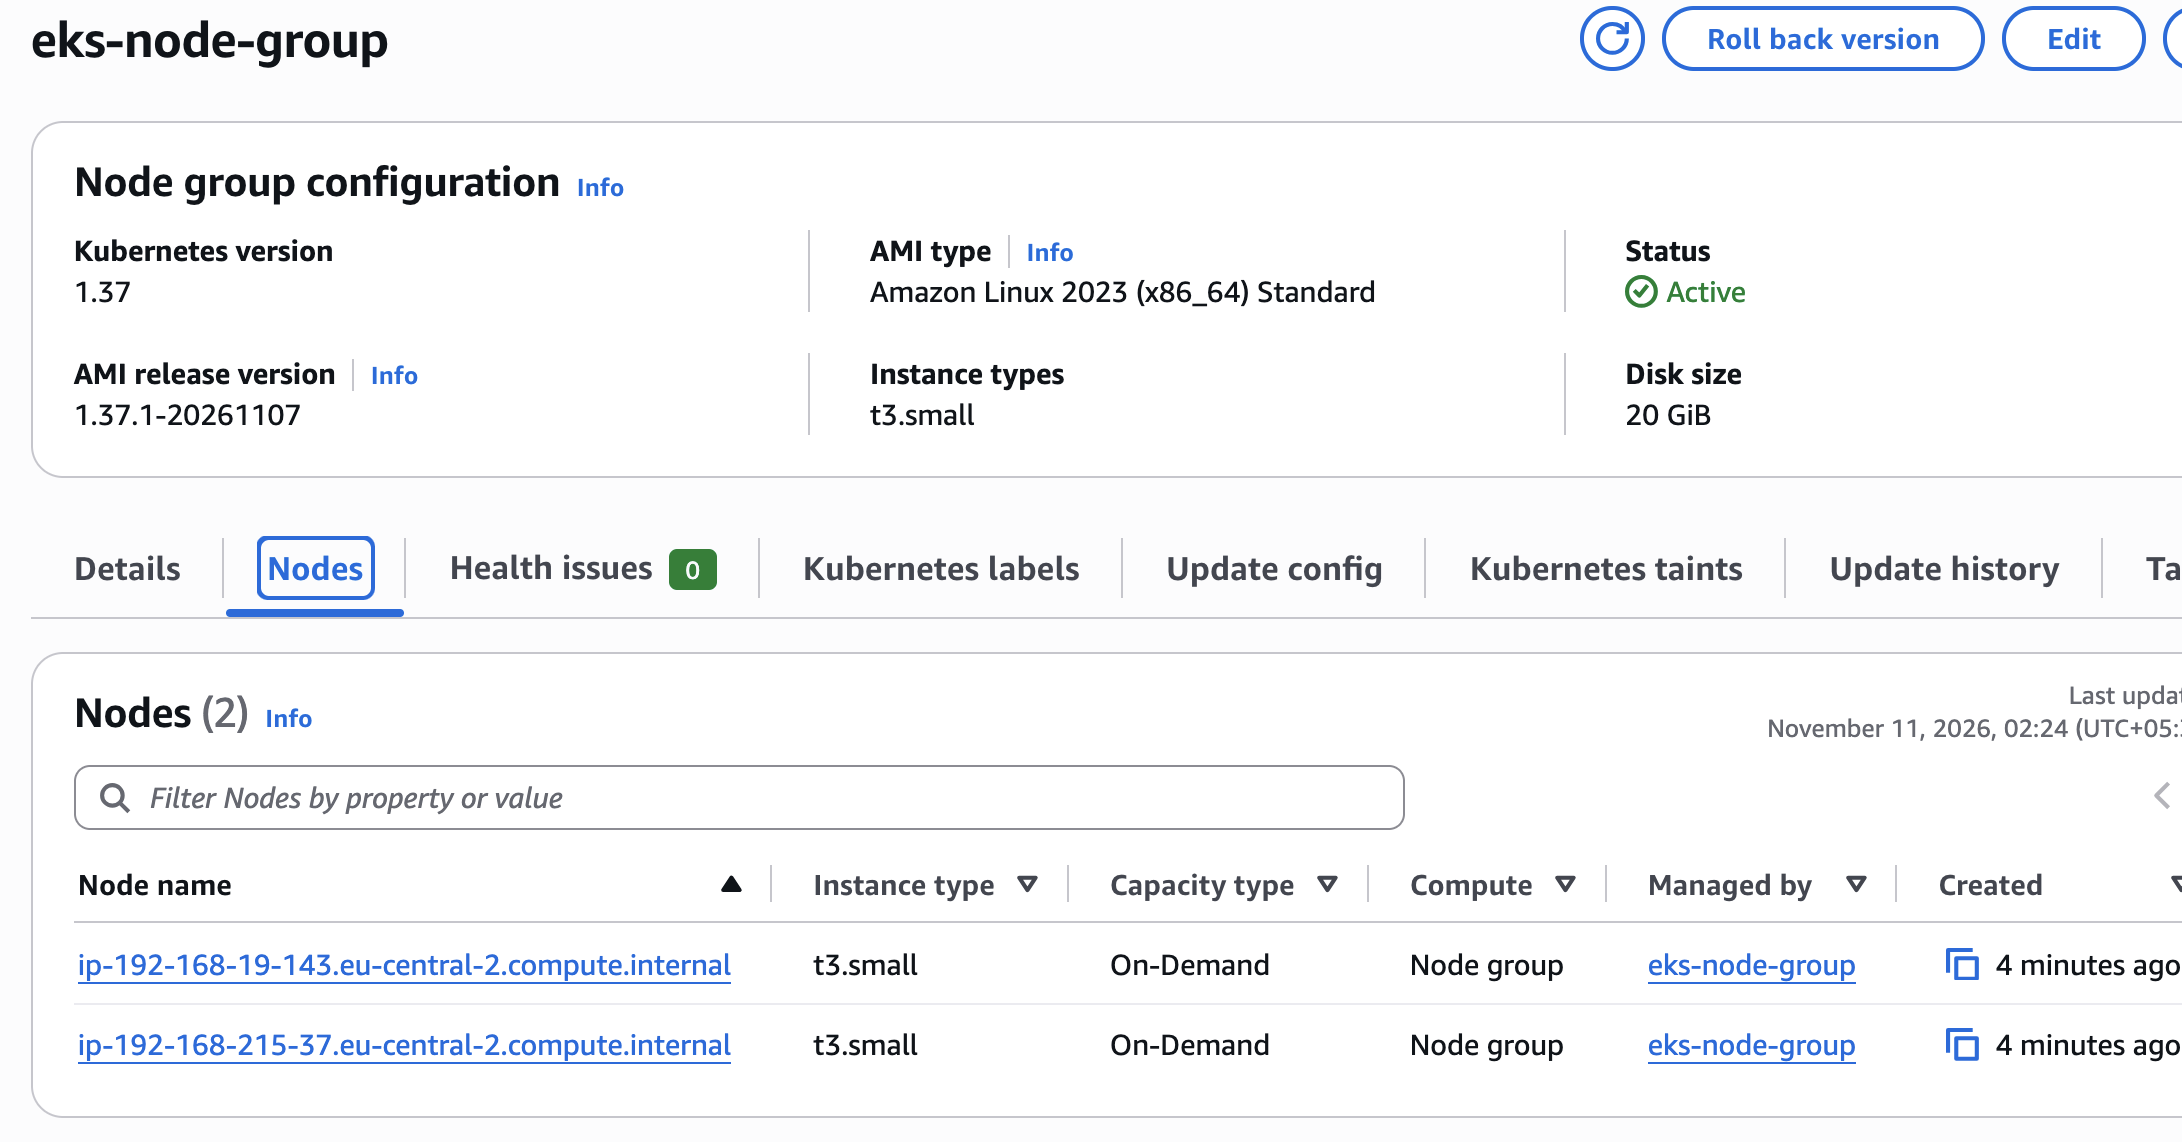 eks-node-group
Roll back version
Edit
Node group configuration Info
Kubernetes version
1.37
AMI type Info
Amazon Linux 2023 (x86_64) Standard
Status
Active
AMI release version Info
1.37.1-20261107
Instance types
t3.small
Disk size
20 GiB
Details Nodes Health issues 0 Kubernetes labels Update config Kubernetes taints Update history
Nodes (2) Info
Last
November 11, 2026, 02:24
Filter Nodes by property or value
Node name Instance type Capacity type Compute Managed by Created
ip-192-168-19-143.eu-central-2.compute.internal t3.small On-Demand Node group eks-node-group 4 minutes ago
ip-192-168-215-37.eu-central-2.compute.internal t3.small On-Demand Node group eks-node-group 4 minutes ago